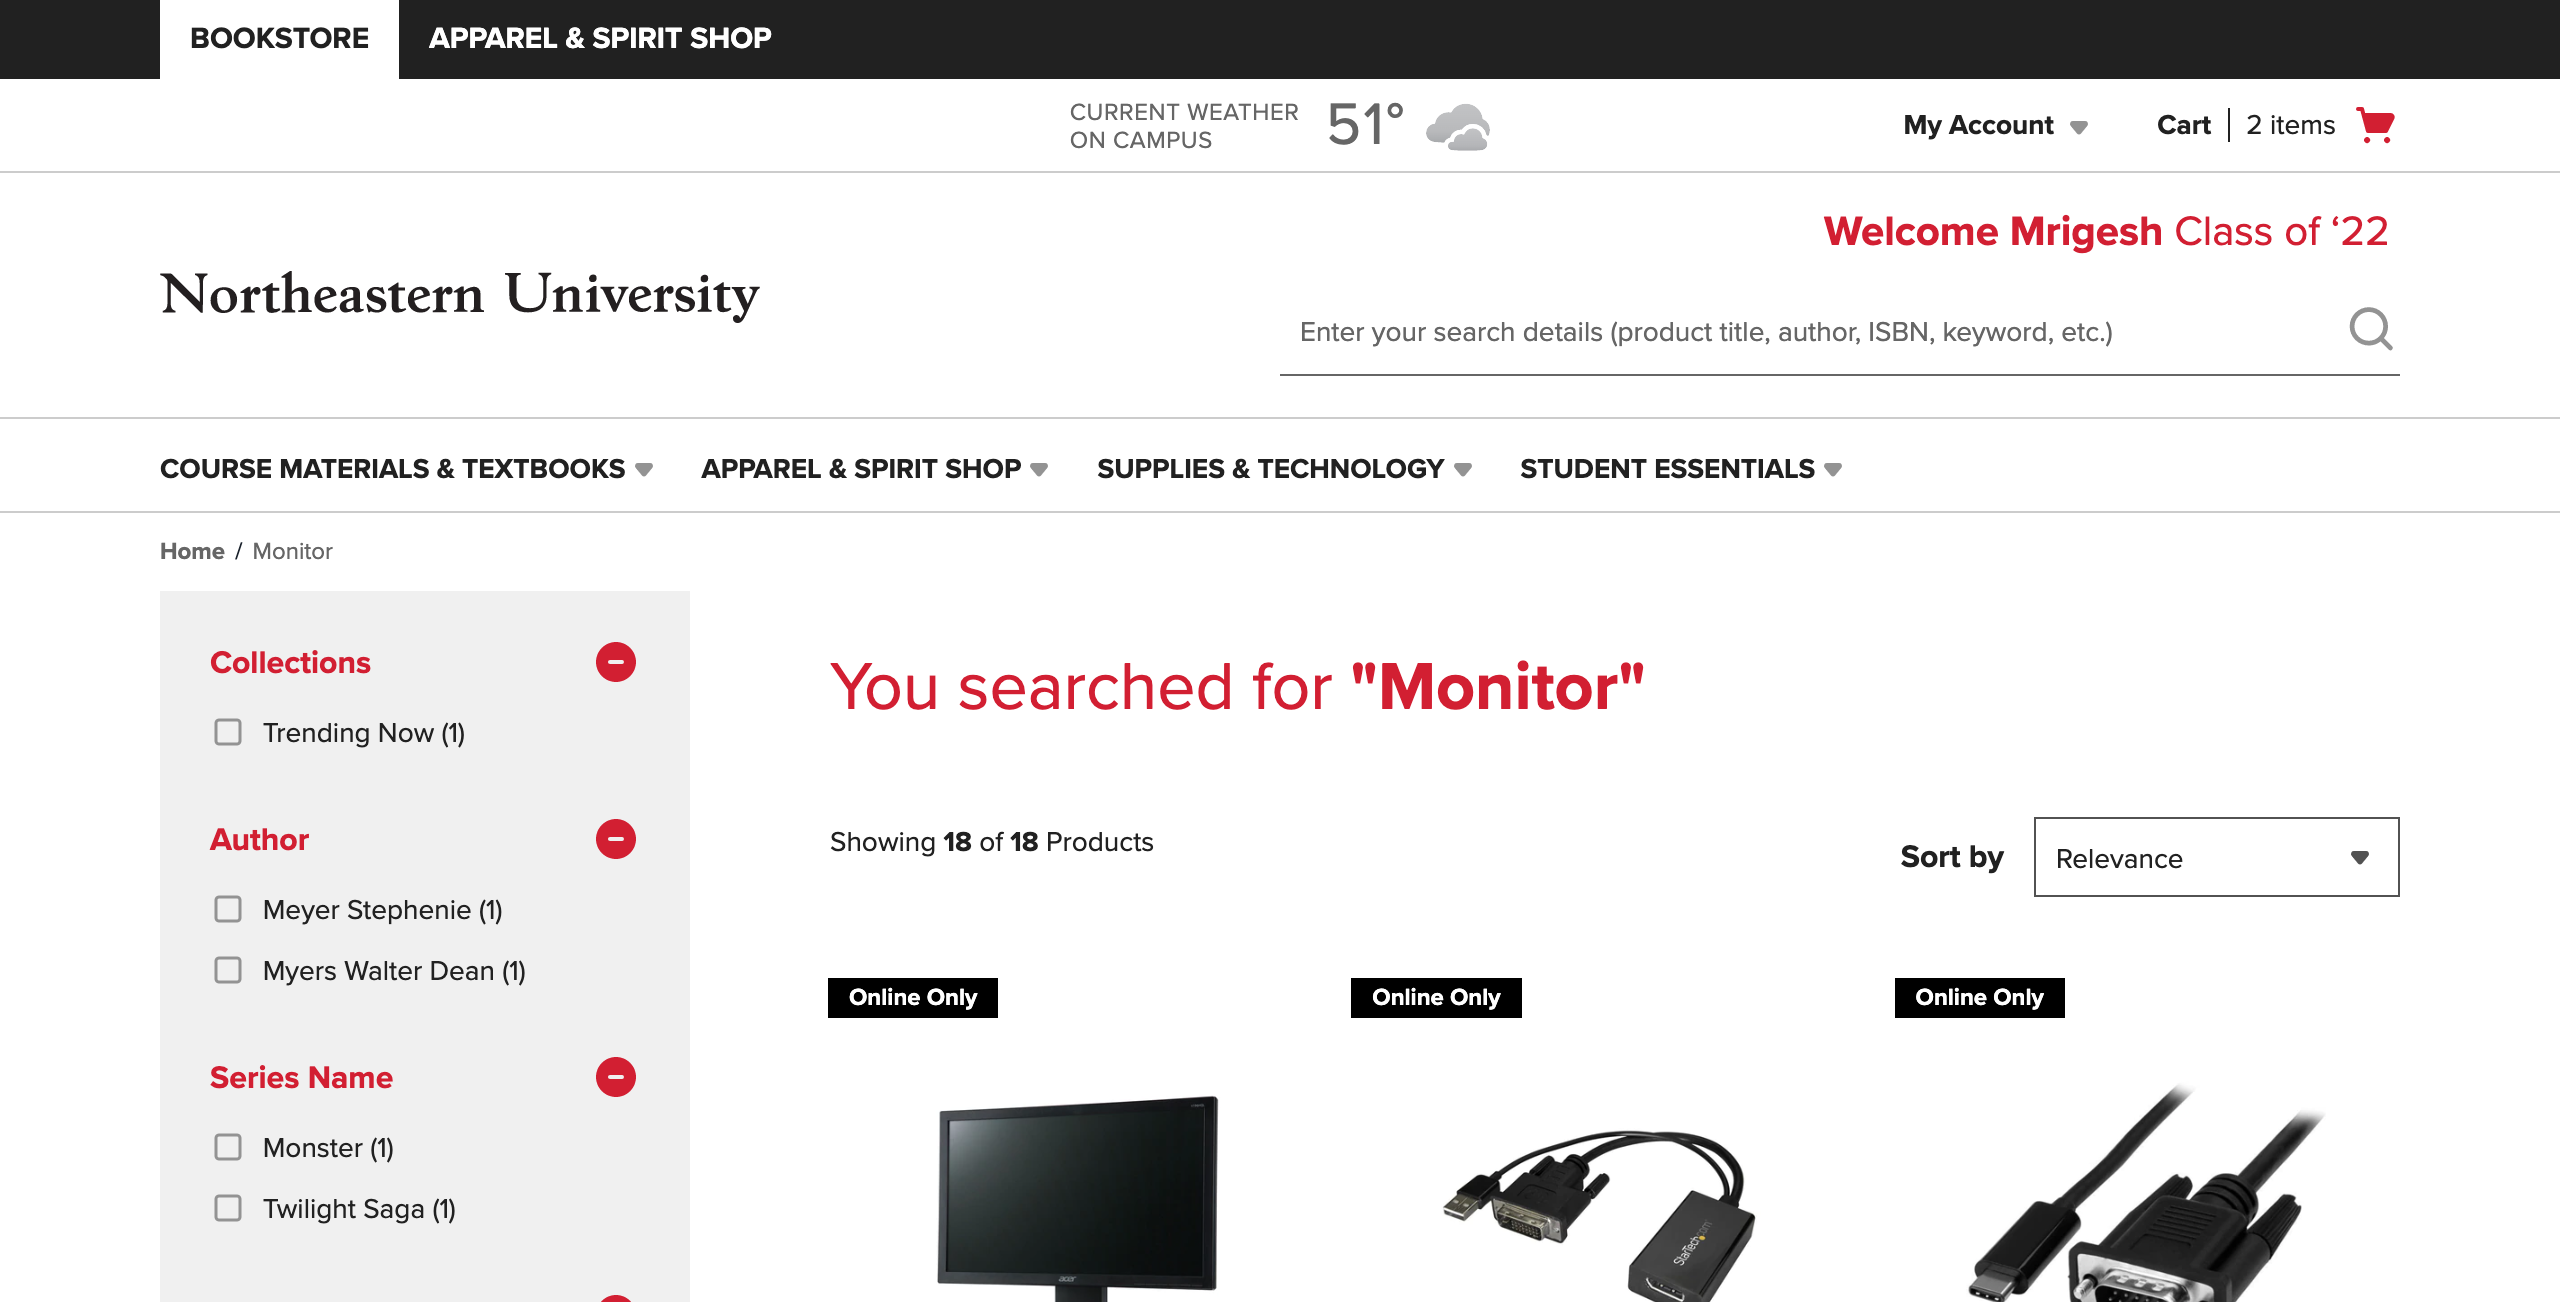 BOOKSTORE
APPAREL & SPIRIT SHOP
CURRENT WEATHER
ON CAMPUS
51°
My Account
Cart
2 items
Welcome Mrigesh Class of ‘22
Northeastern University
Enter your search details (product title, author, ISBN, keyword, etc.)
COURSE MATERIALS & TEXTBOOKS
APPAREL & SPIRIT SHOP
SUPPLIES & TECHNOLOGY
STUDENT ESSENTIALS
Home / Monitor
Collections
Trending Now (1)
Author
Meyer Stephenie (1)
Myers Walter Dean (1)
Series Name
Monster (1)
Twilight Saga (1)
You searched for "Monitor"
Showing 18 of 18 Products
Sort by
Relevance
Online Only
Online Only
Online Only
acer
StarTech.com